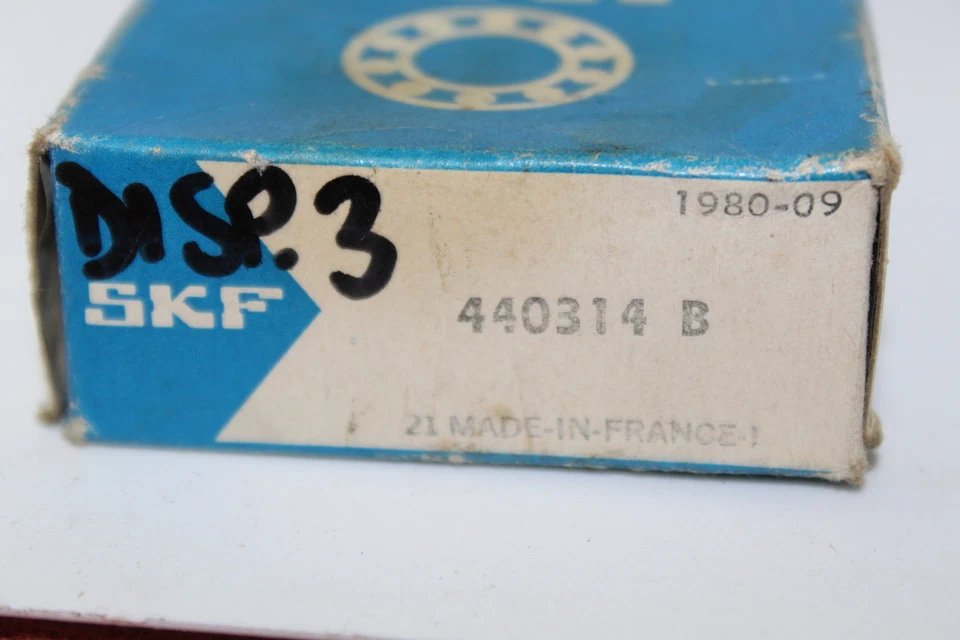 DISP. 3
1980-09
SKF
440314 B
21 MADE-IN-FRANCE-!